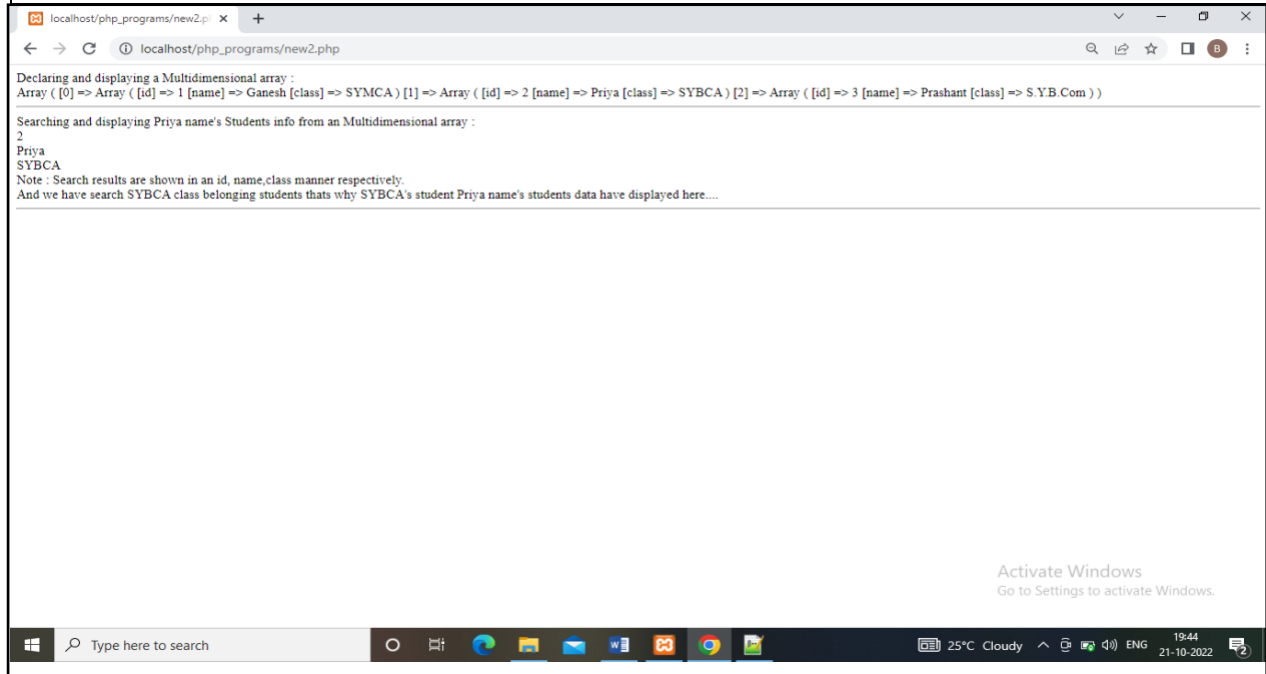 localhost/php_programs/new2.p
localhost/php_programs/new2.php
B
Declaring and displaying a Multidimensional array :
Array ( [0] => Array ( [id] => 1 [name] => Ganesh [class] => SYMCA ) [1] => Array ( [id] => 2 [name] => Priya [class] => SYBCA ) [2] => Array ( [id] => 3 [name] => Prashant [class] => S.Y.B.Com ) )
Searching and displaying Priya name's Students info from an Multidimensional array :
2
Priya
SYBCA
Note : Search results are shown in an id, name,class manner respectively.
And we have search SYBCA class belonging students thats why SYBCA's student Priya name's students data have displayed here....
Activate Windows
Go to Settings to activate Windows.
Type here to search
25°C Cloudy
ENG
19:44
21-10-2022
2